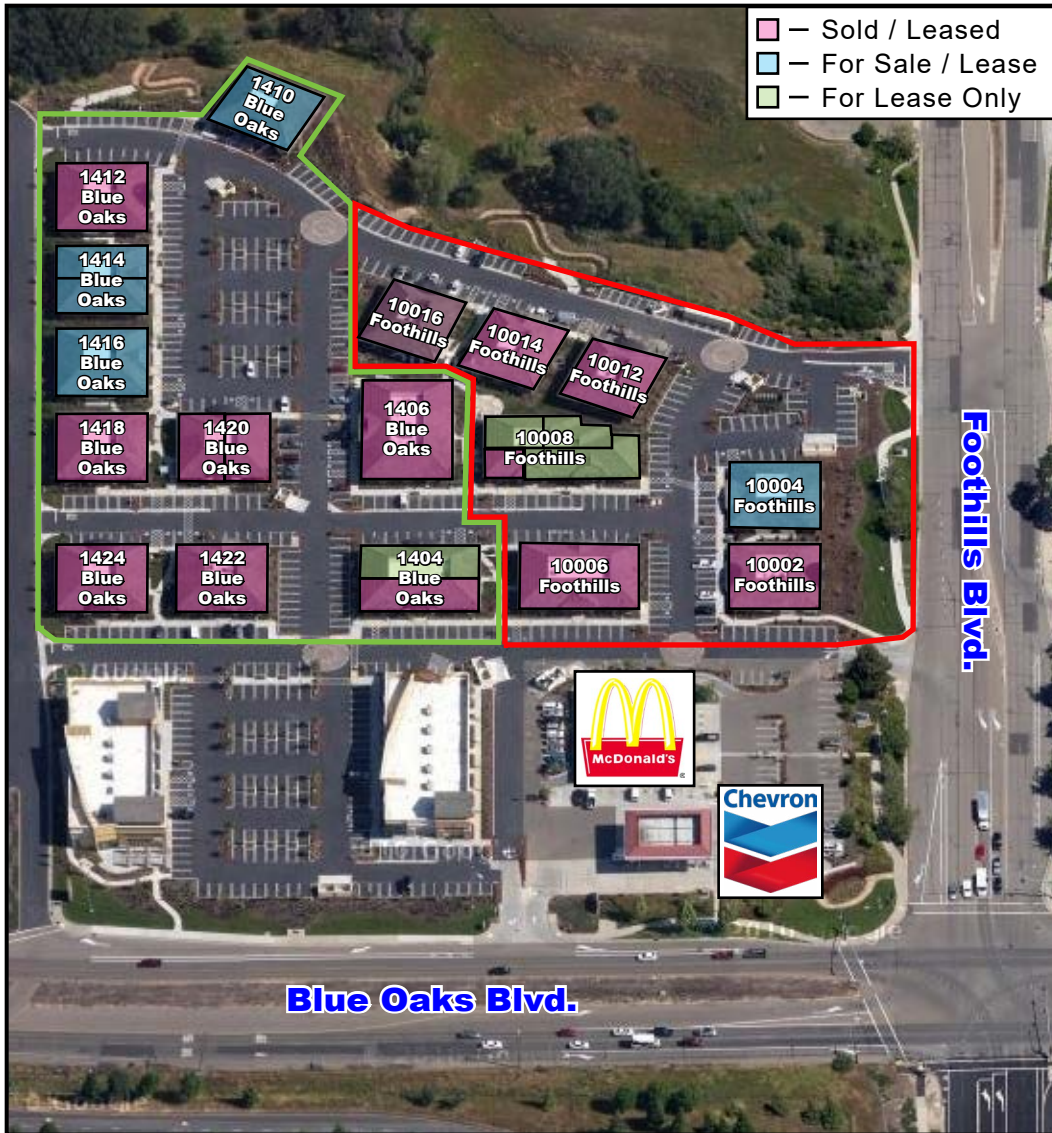 — Sold / Leased
— For Sale / Lease
— For Lease Only
1410
Blue
Oaks
1412
Blue
Oaks
1414
Blue
Oaks
1416
Blue
Oaks
1418
Blue
Oaks
1420
Blue
Oaks
1406
Blue
Oaks
10016
Foothills
10014
Foothills
10012
Foothills
10008
Foothills
10004
Foothills
1424
Blue
Oaks
1422
Blue
Oaks
1404
Blue
Oaks
10006
Foothills
10002
Foothills
Foothills Blvd.
McDonald's
®
Chevron
Blue Oaks Blvd.